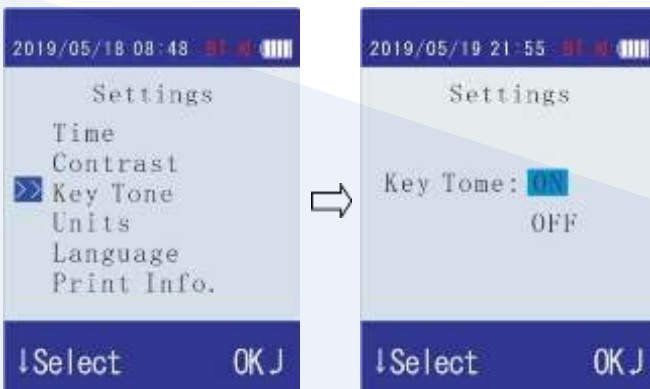 2019/05/18 08:48
Settings
Time
Contrast
>> Key Tone
Units
Language
Print Info.
↓Select OK↲
2019/05/19 21:55
Settings
Key Tome: ON
OFF
↓Select OK↲